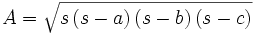 A = √(s (s − a) (s − b) (s − c))